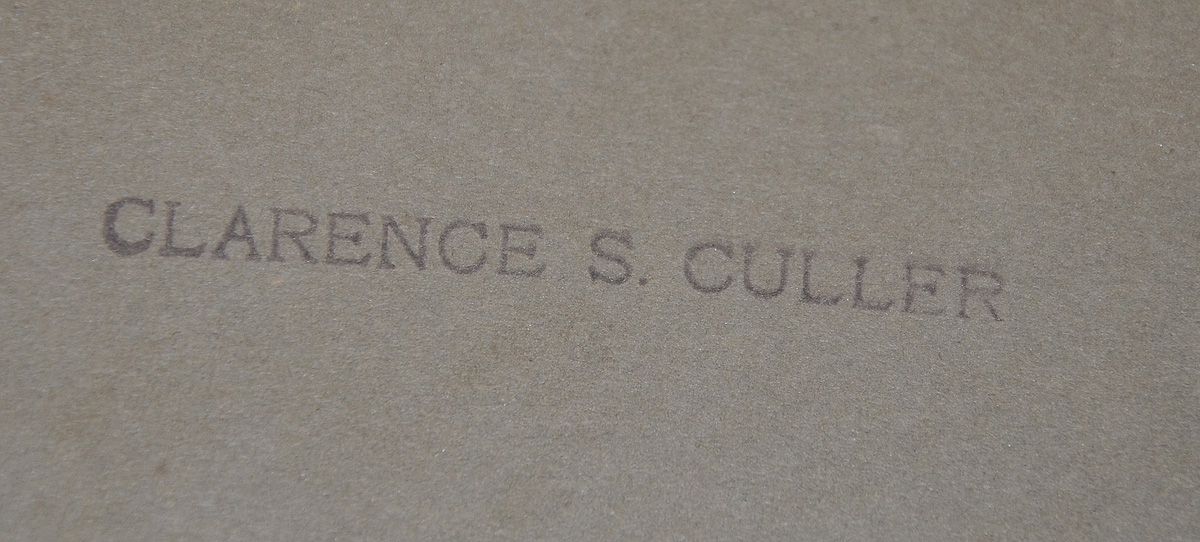 CLARENCE S. CULLER